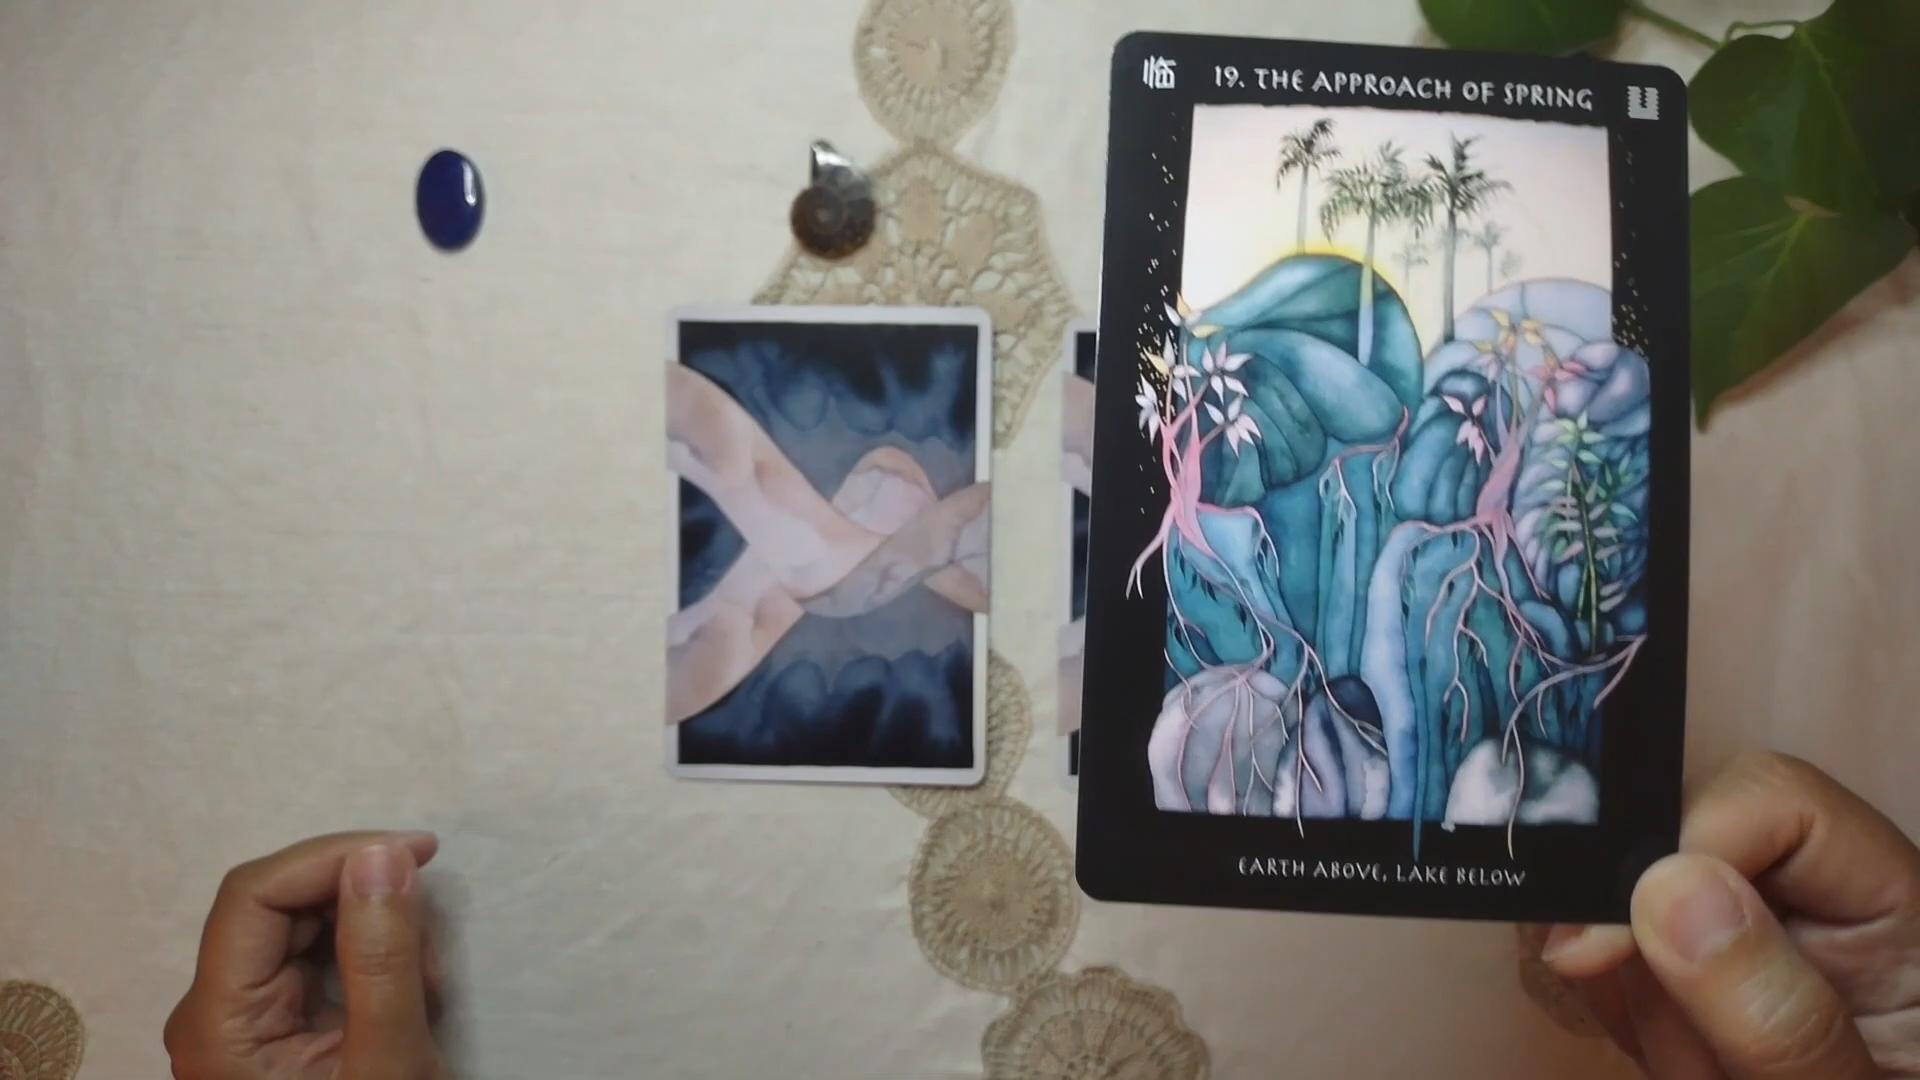 临 19. THE APPROACH OF SPRING
EARTH ABOVE, LAKE BELOW